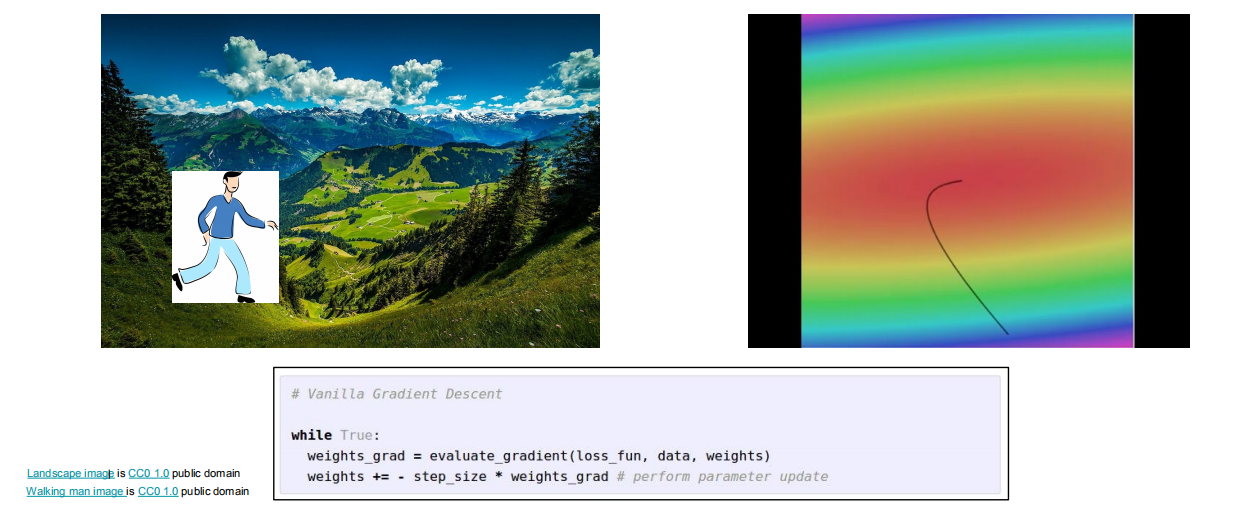 # Vanilla Gradient Descent
while True:
weights_grad = evaluate_gradient(loss_fun, data, weights)
weights += - step_size * weights_grad # perform parameter update
Landscape image is CC0 1.0 public domain
Walking man image is CC0 1.0 public domain